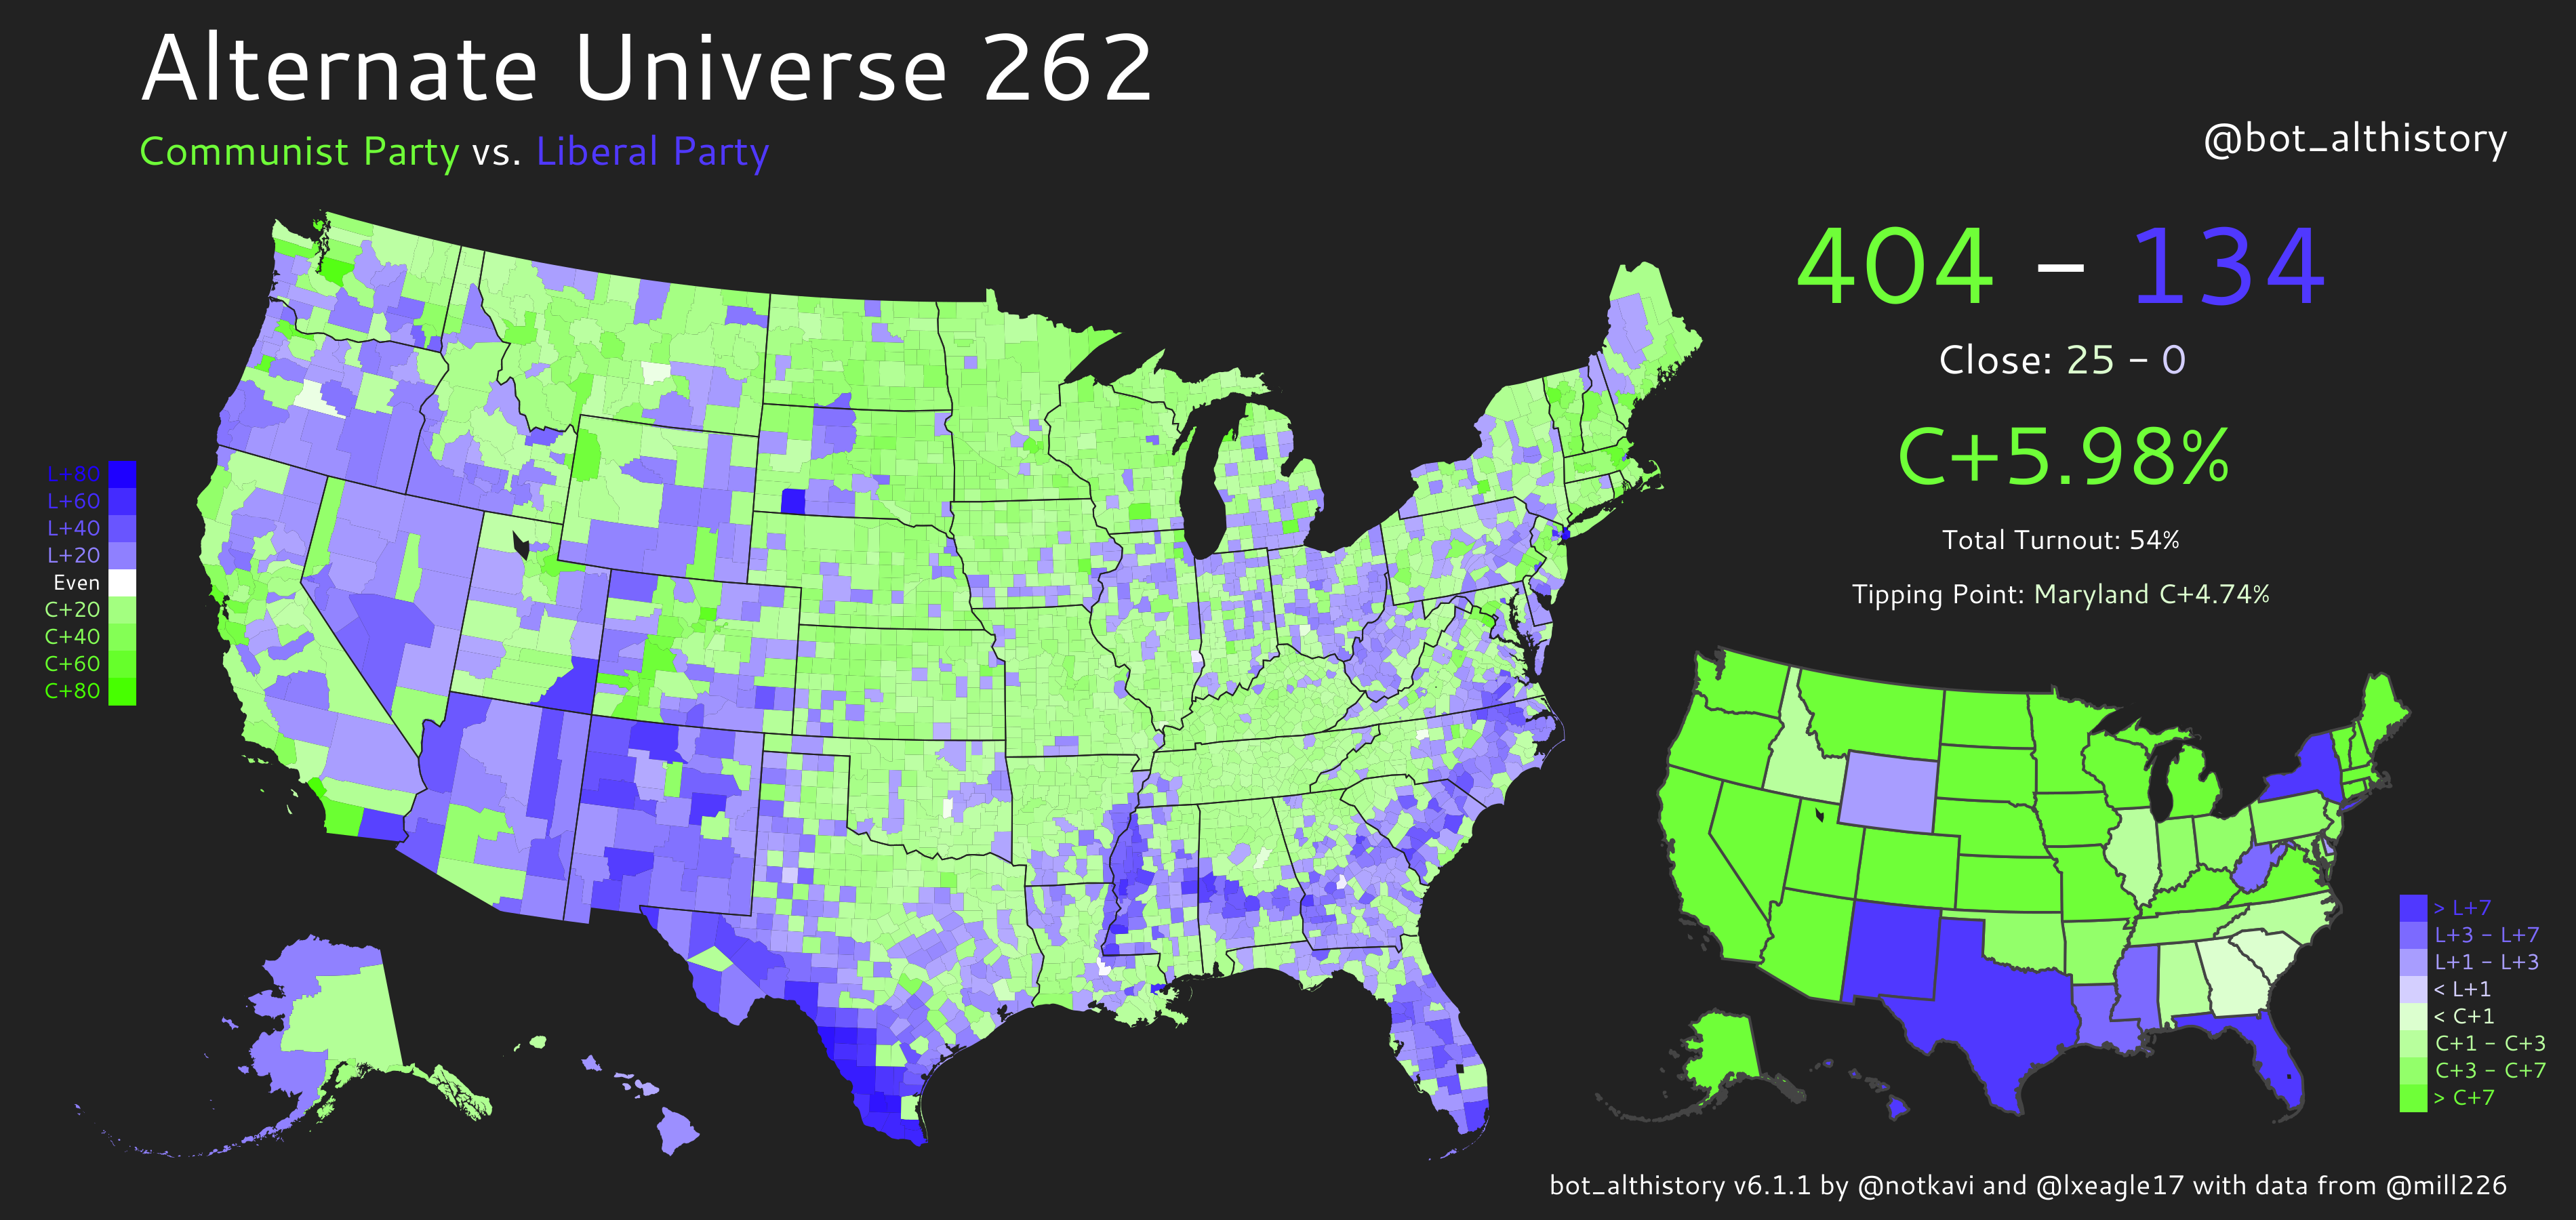 Alternate Universe 262
Communist Party vs. Liberal Party
@bot_althistory
404 – 134
Close: 25 - 0
C+5.98%
Total Turnout: 54%
Tipping Point: Maryland C+4.74%
L+80
L+60
L+40
L+20
Even
C+20
C+40
C+60
C+80
> L+7
L+3 - L+7
L+1 - L+3
< L+1
< C+1
C+1 - C+3
C+3 - C+7
> C+7
bot_althistory v6.1.1 by @notkavi and @lxeagle17 with data from @mill226